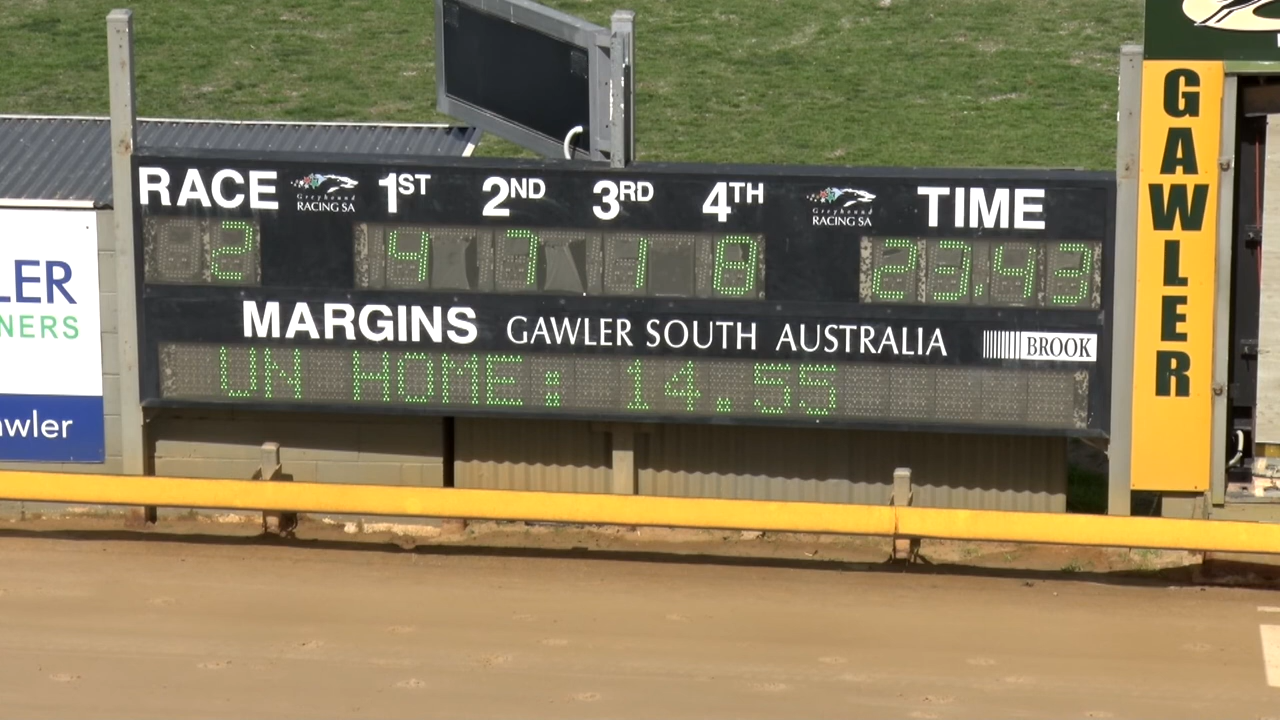 GAWLER
RACE Greyhound RACING SA 1ST 2ND 3RD 4TH Greyhound RACING SA TIME
2 4 7 1 8 23.43
MARGINS GAWLER SOUTH AUSTRALIA BROOK
UN HOME: 14.55
LER
NERS
awler